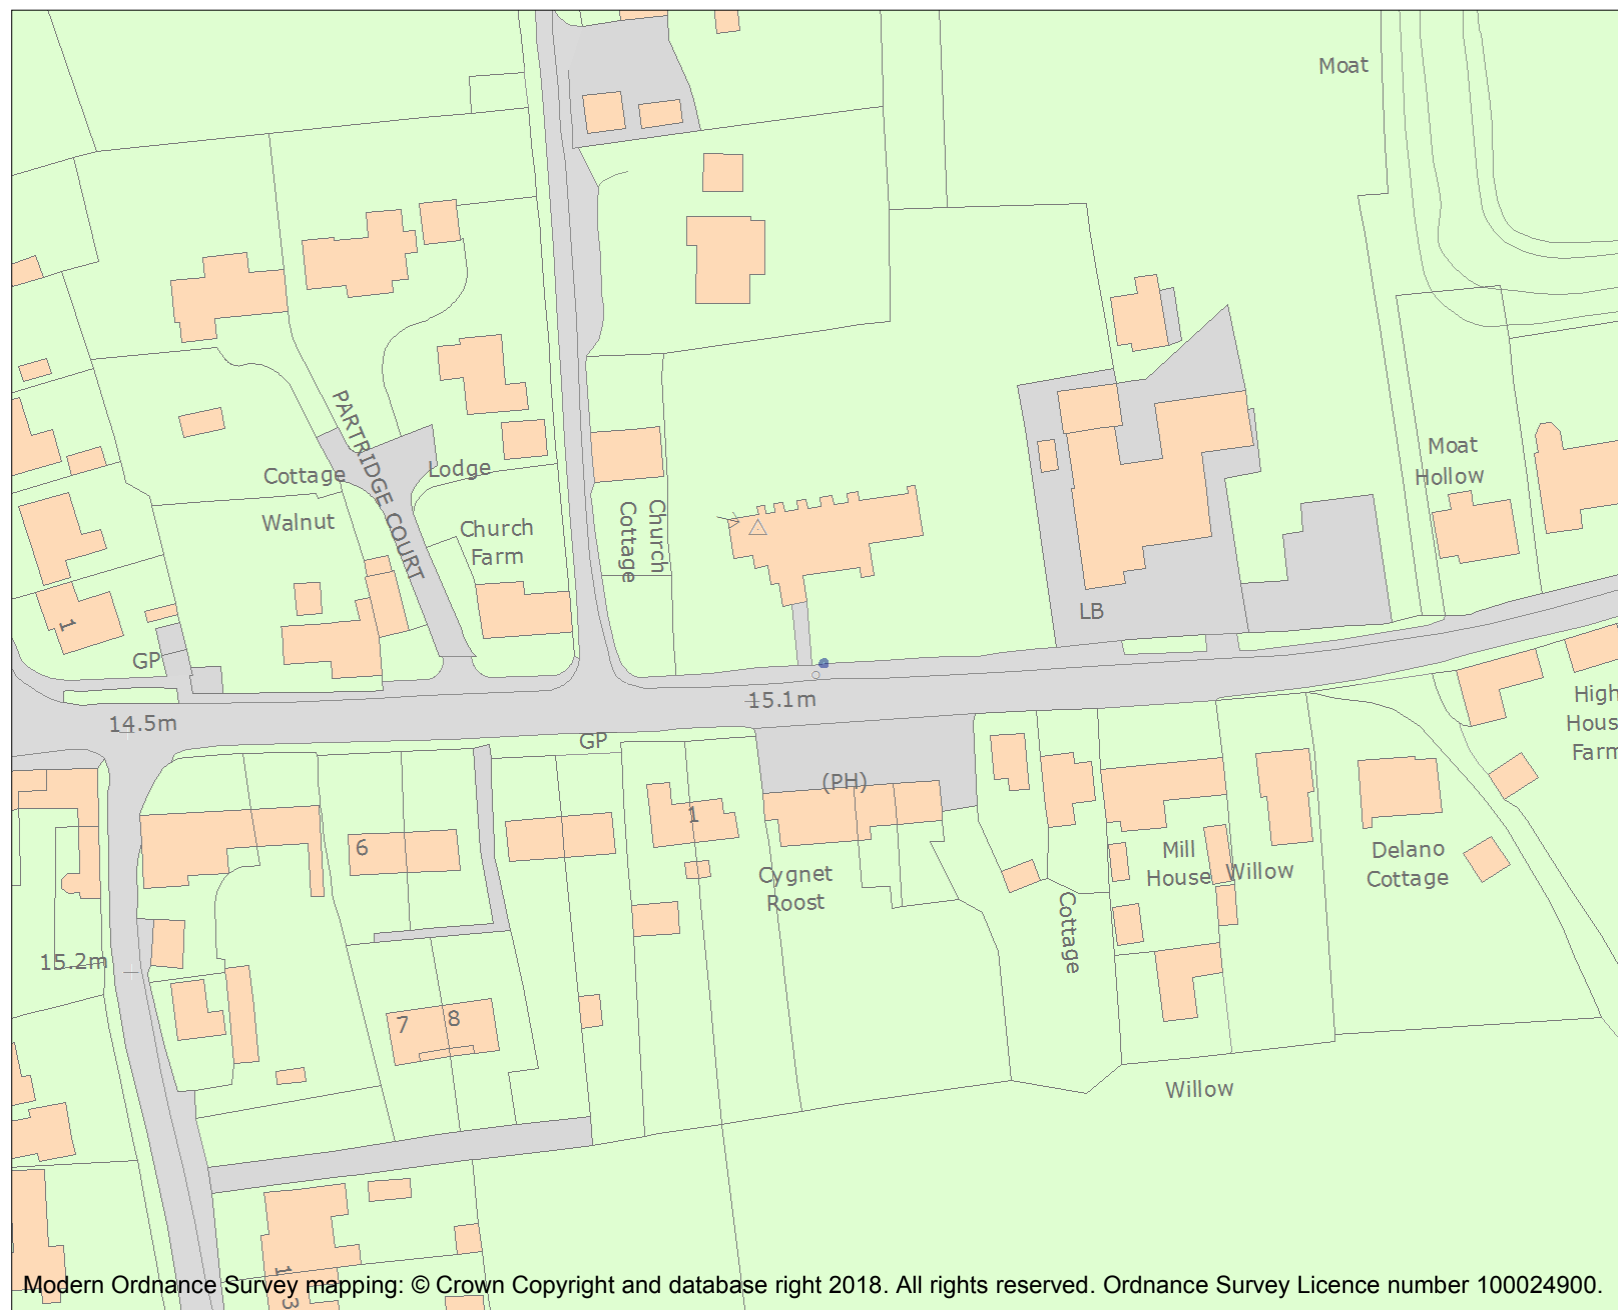 Moat
PARTRIDGE COURT
Cottage
Lodge
Walnut
Church
Farm
Church
Cottage
Moat
Hollow
LB
1
GP
14.5m
15.1m
GP
(PH)
High
Hous
Farm
6
1
Cygnet
Roost
Mill
House
Willow
Delano
Cottage
Cottage
15.2m
7
8
Willow
1
3
Modern Ordnance Survey mapping: © Crown Copyright and database right 2018. All rights reserved. Ordnance Survey Licence number 100024900.